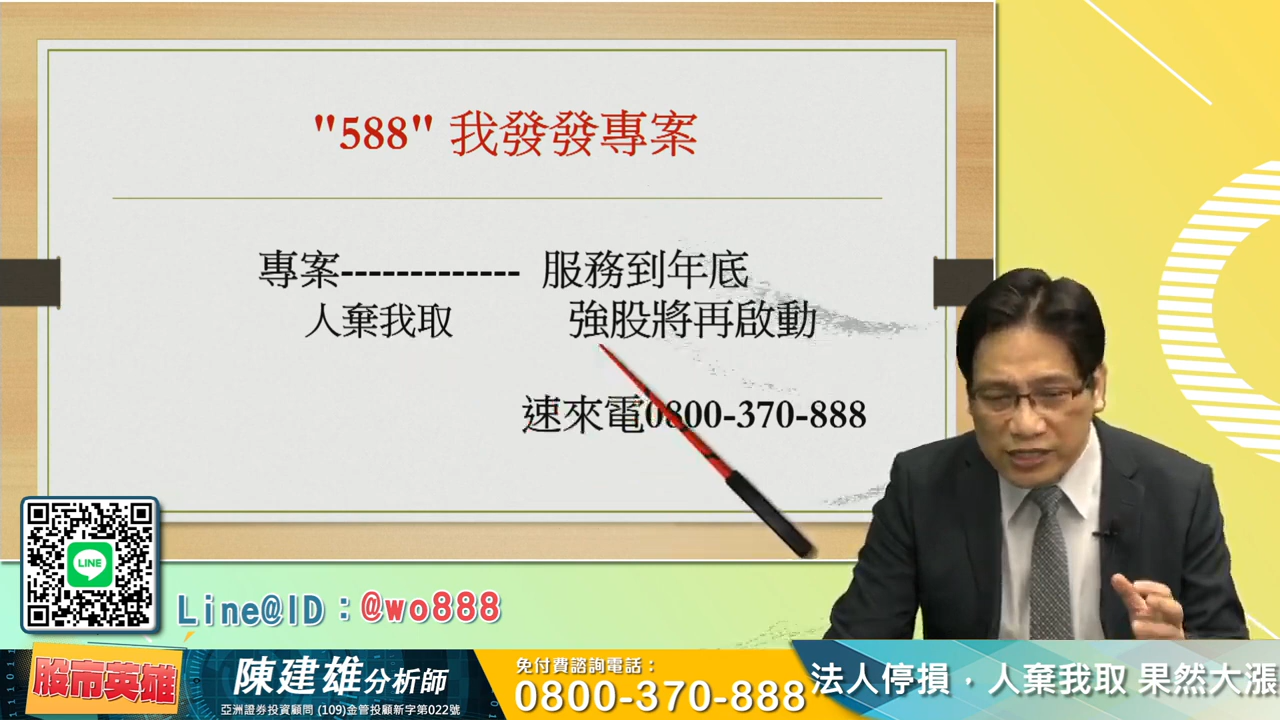 "588" 我發發專案
專案------------- 服務到年底
人棄我取 強股將再啟動
速來電0800-370-888
LINE
Line@ID：@wo888
股市英雄
陳建雄分析師
亞洲證券投資顧問 (109)金管投顧新字第022號
免付費諮詢電話：
0800-370-888
法人停損，人棄我取 果然大漲